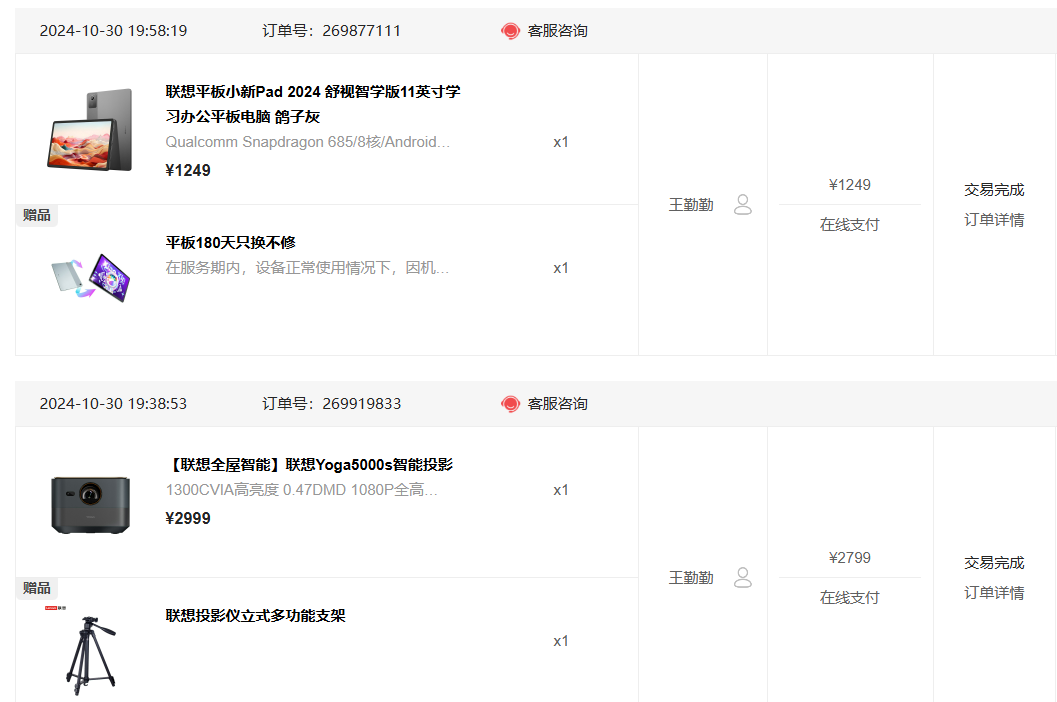 2024-10-30 19:58:19 订单号：269877111 客服咨询
联想平板小新Pad 2024 舒视智学版11英寸学
习办公平板电脑 鸽子灰
Qualcomm Snapdragon 685/8核/Android...
x1
¥1249
王勤勤
¥1249
在线支付
交易完成
订单详情
赠品
平板180天只换不修
在服务期内，设备正常使用情况下，因机...
x1
2024-10-30 19:38:53 订单号：269919833 客服咨询
【联想全屋智能】联想Yoga5000s智能投影
1300CVIA高亮度 0.47DMD 1080P全高...
x1
¥2999
王勤勤
¥2799
在线支付
交易完成
订单详情
赠品
Lenovo 联想
联想投影仪立式多功能支架
x1